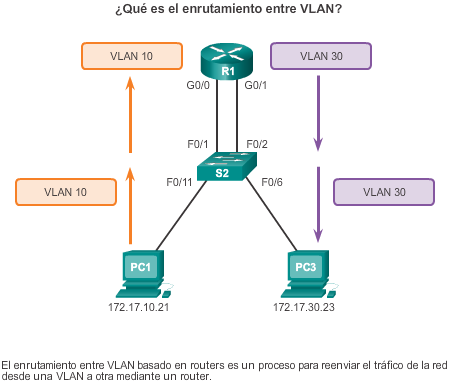 ¿Qué es el enrutamiento entre VLAN?
VLAN 10
R1
VLAN 30
G0/0
G0/1
F0/1
F0/2
S2
F0/11
F0/6
VLAN 10
VLAN 30
PC1
PC3
172.17.10.21
172.17.30.23
El enrutamiento entre VLAN basado en routers es un proceso para reenviar el tráfico de la red
desde una VLAN a otra mediante un router.